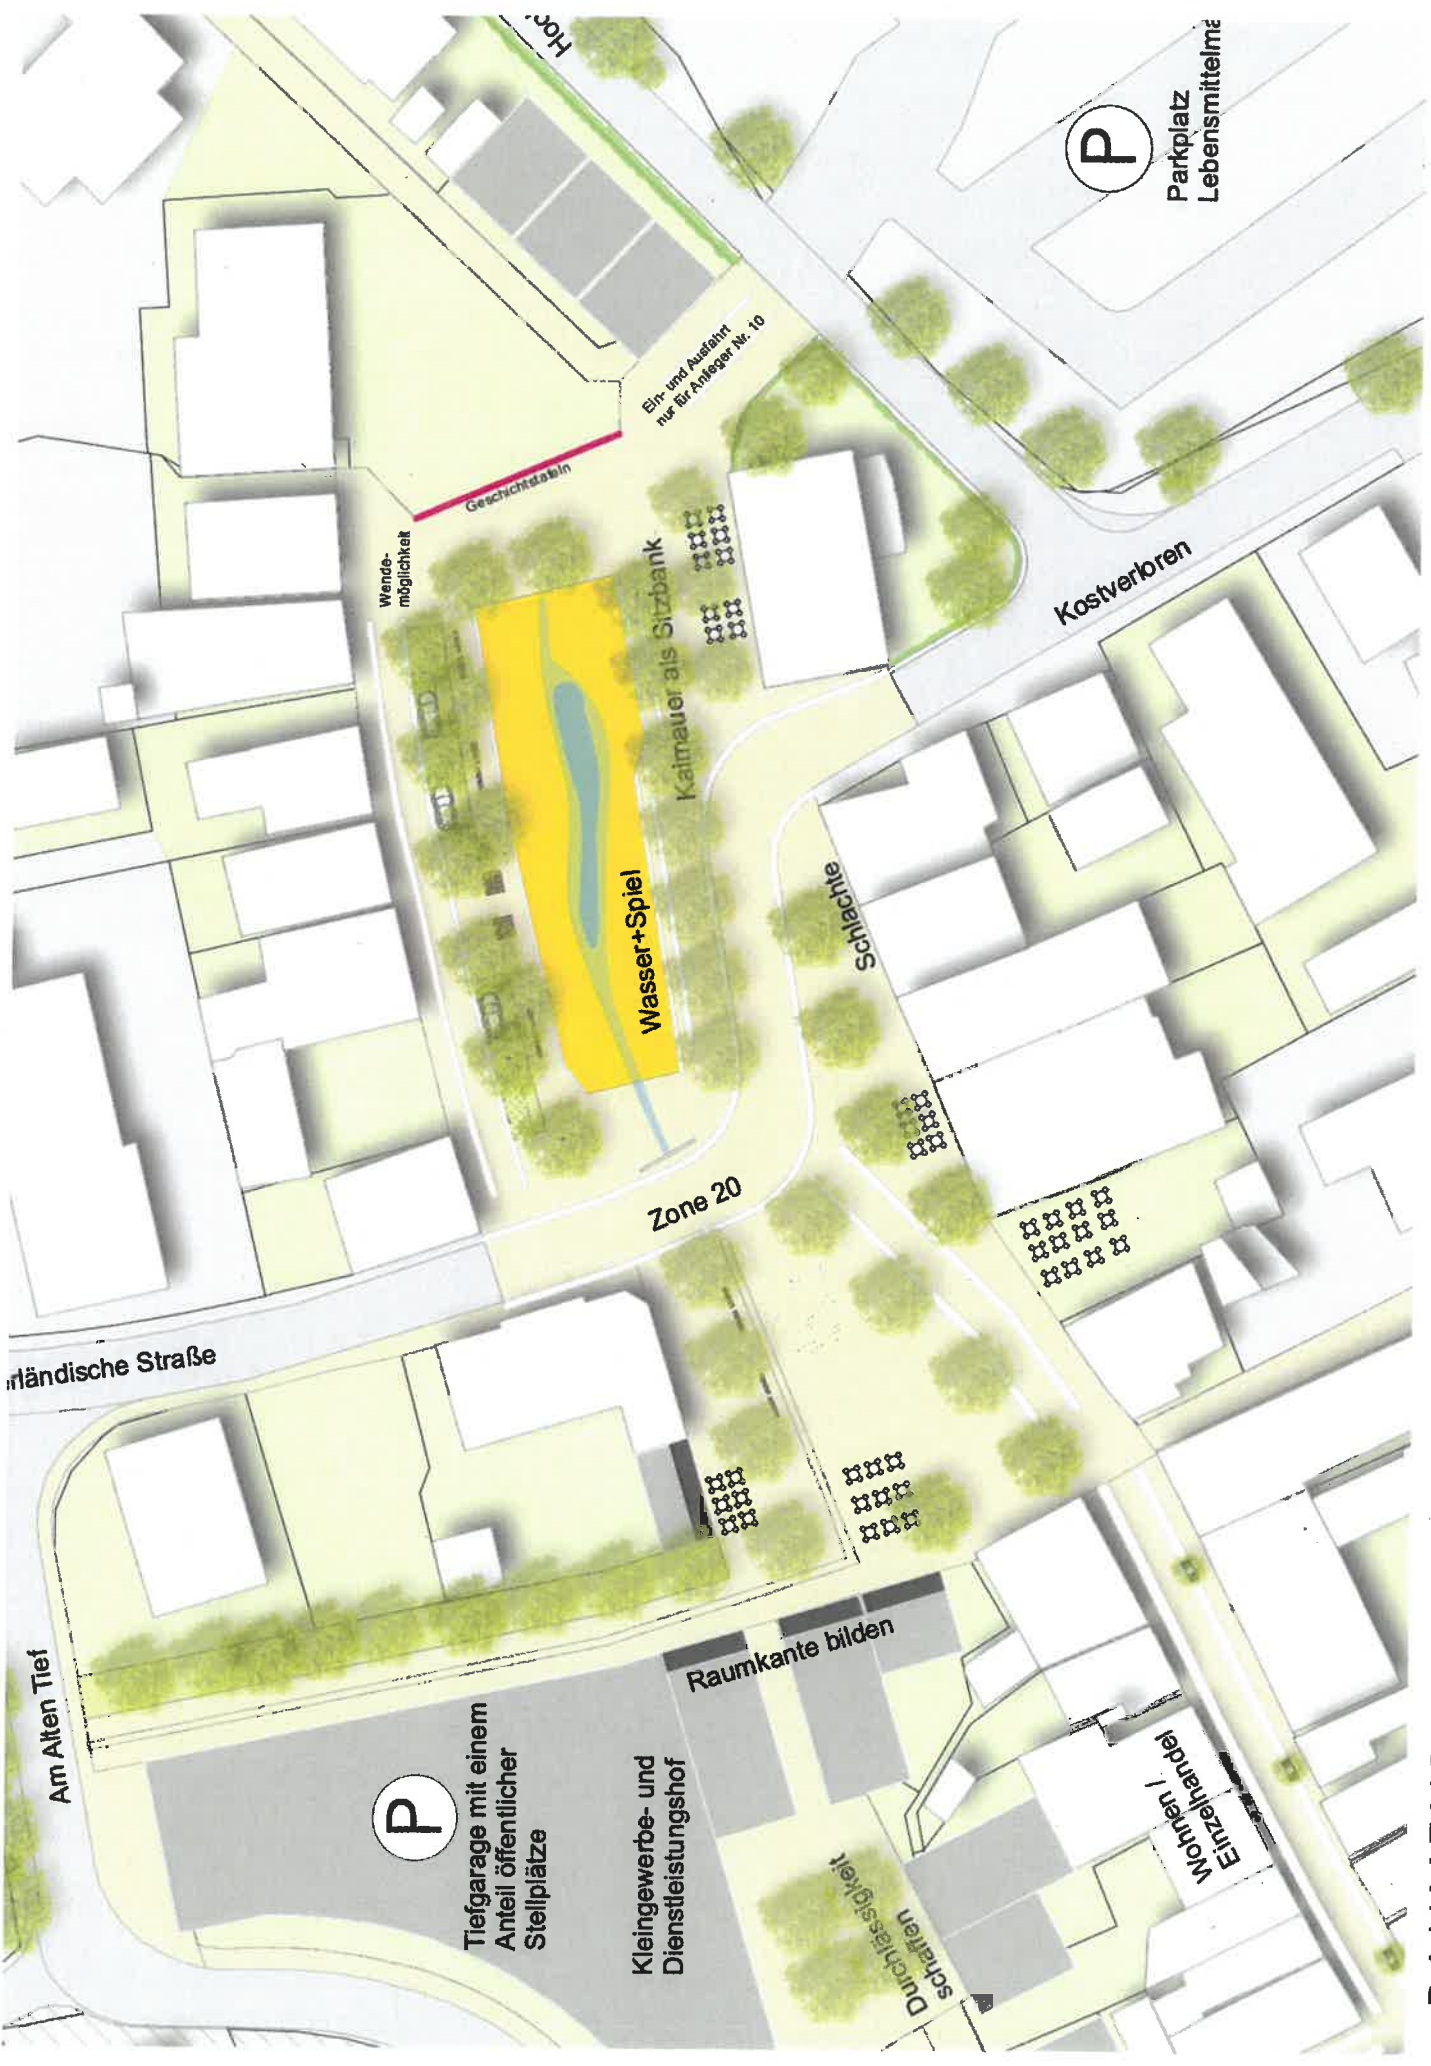 Parkplatz
Ein- und Ausfahrt
nur für Anlieger Nr. 10
Geschichtstafeln
Wende-
möglichkeit
Kaimauer als Sitzbank
Kostverloren
Wasser+Spiel
Schlachte
Zone 20
Am Alten Tief
Straße
P
P
Tiefgarage mit einem
Anteil öffentlicher
Stellplätze
Kleingewerbe- und
Dienstleistungshof
Raumkante bilden
Durchlässigkeit
schaffen
Wohnen /
Einzelhandel